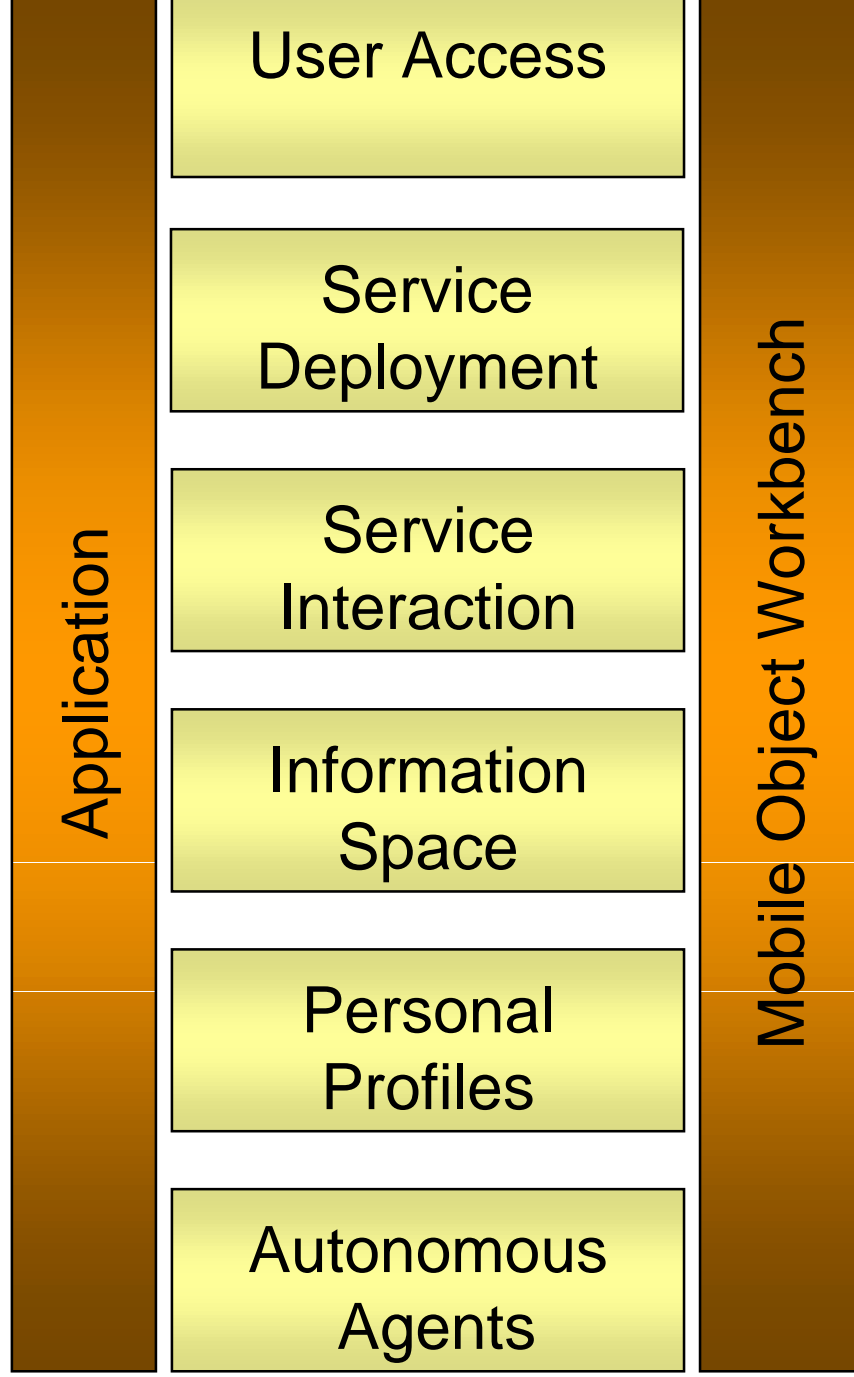 Application
User Access
Service
Deployment
Service
Interaction
Information
Space
Personal
Profiles
Autonomous
Agents
Mobile Object Workbench